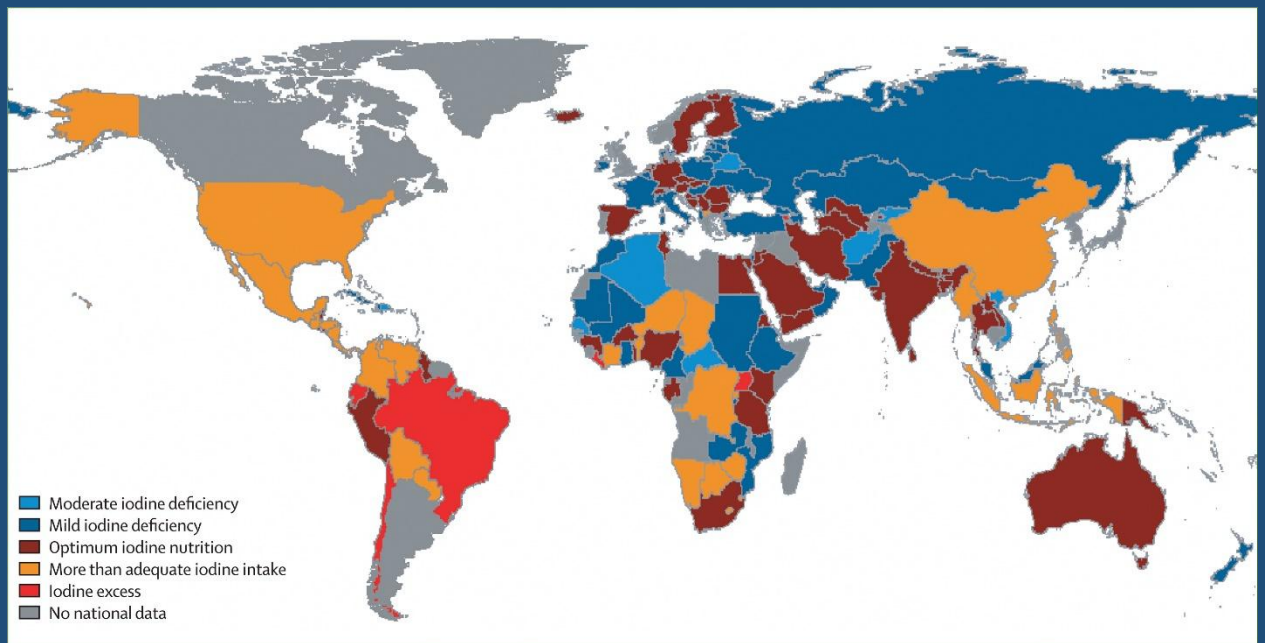 Moderate iodine deficiency
Mild iodine deficiency
Optimum iodine nutrition
More than adequate iodine intake
Iodine excess
No national data